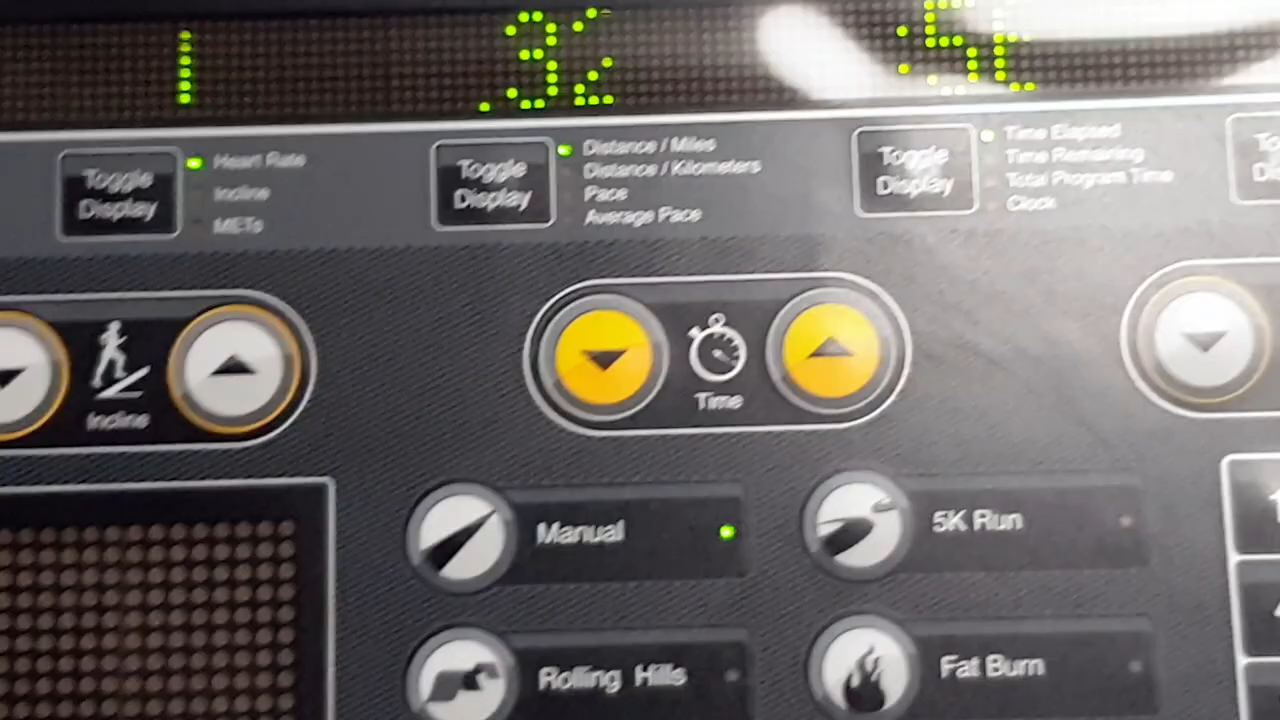 1
.32
Toggle
Display
Heart Rate
Incline
METs
Toggle
Display
Distance / Miles
Distance / Kilometers
Pace
Average Pace
Toggle
Display
Time Elapsed
Time Remaining
Total Program Time
Clock
Incline
Time
Manual
5K Run
Rolling Hills
Fat Burn